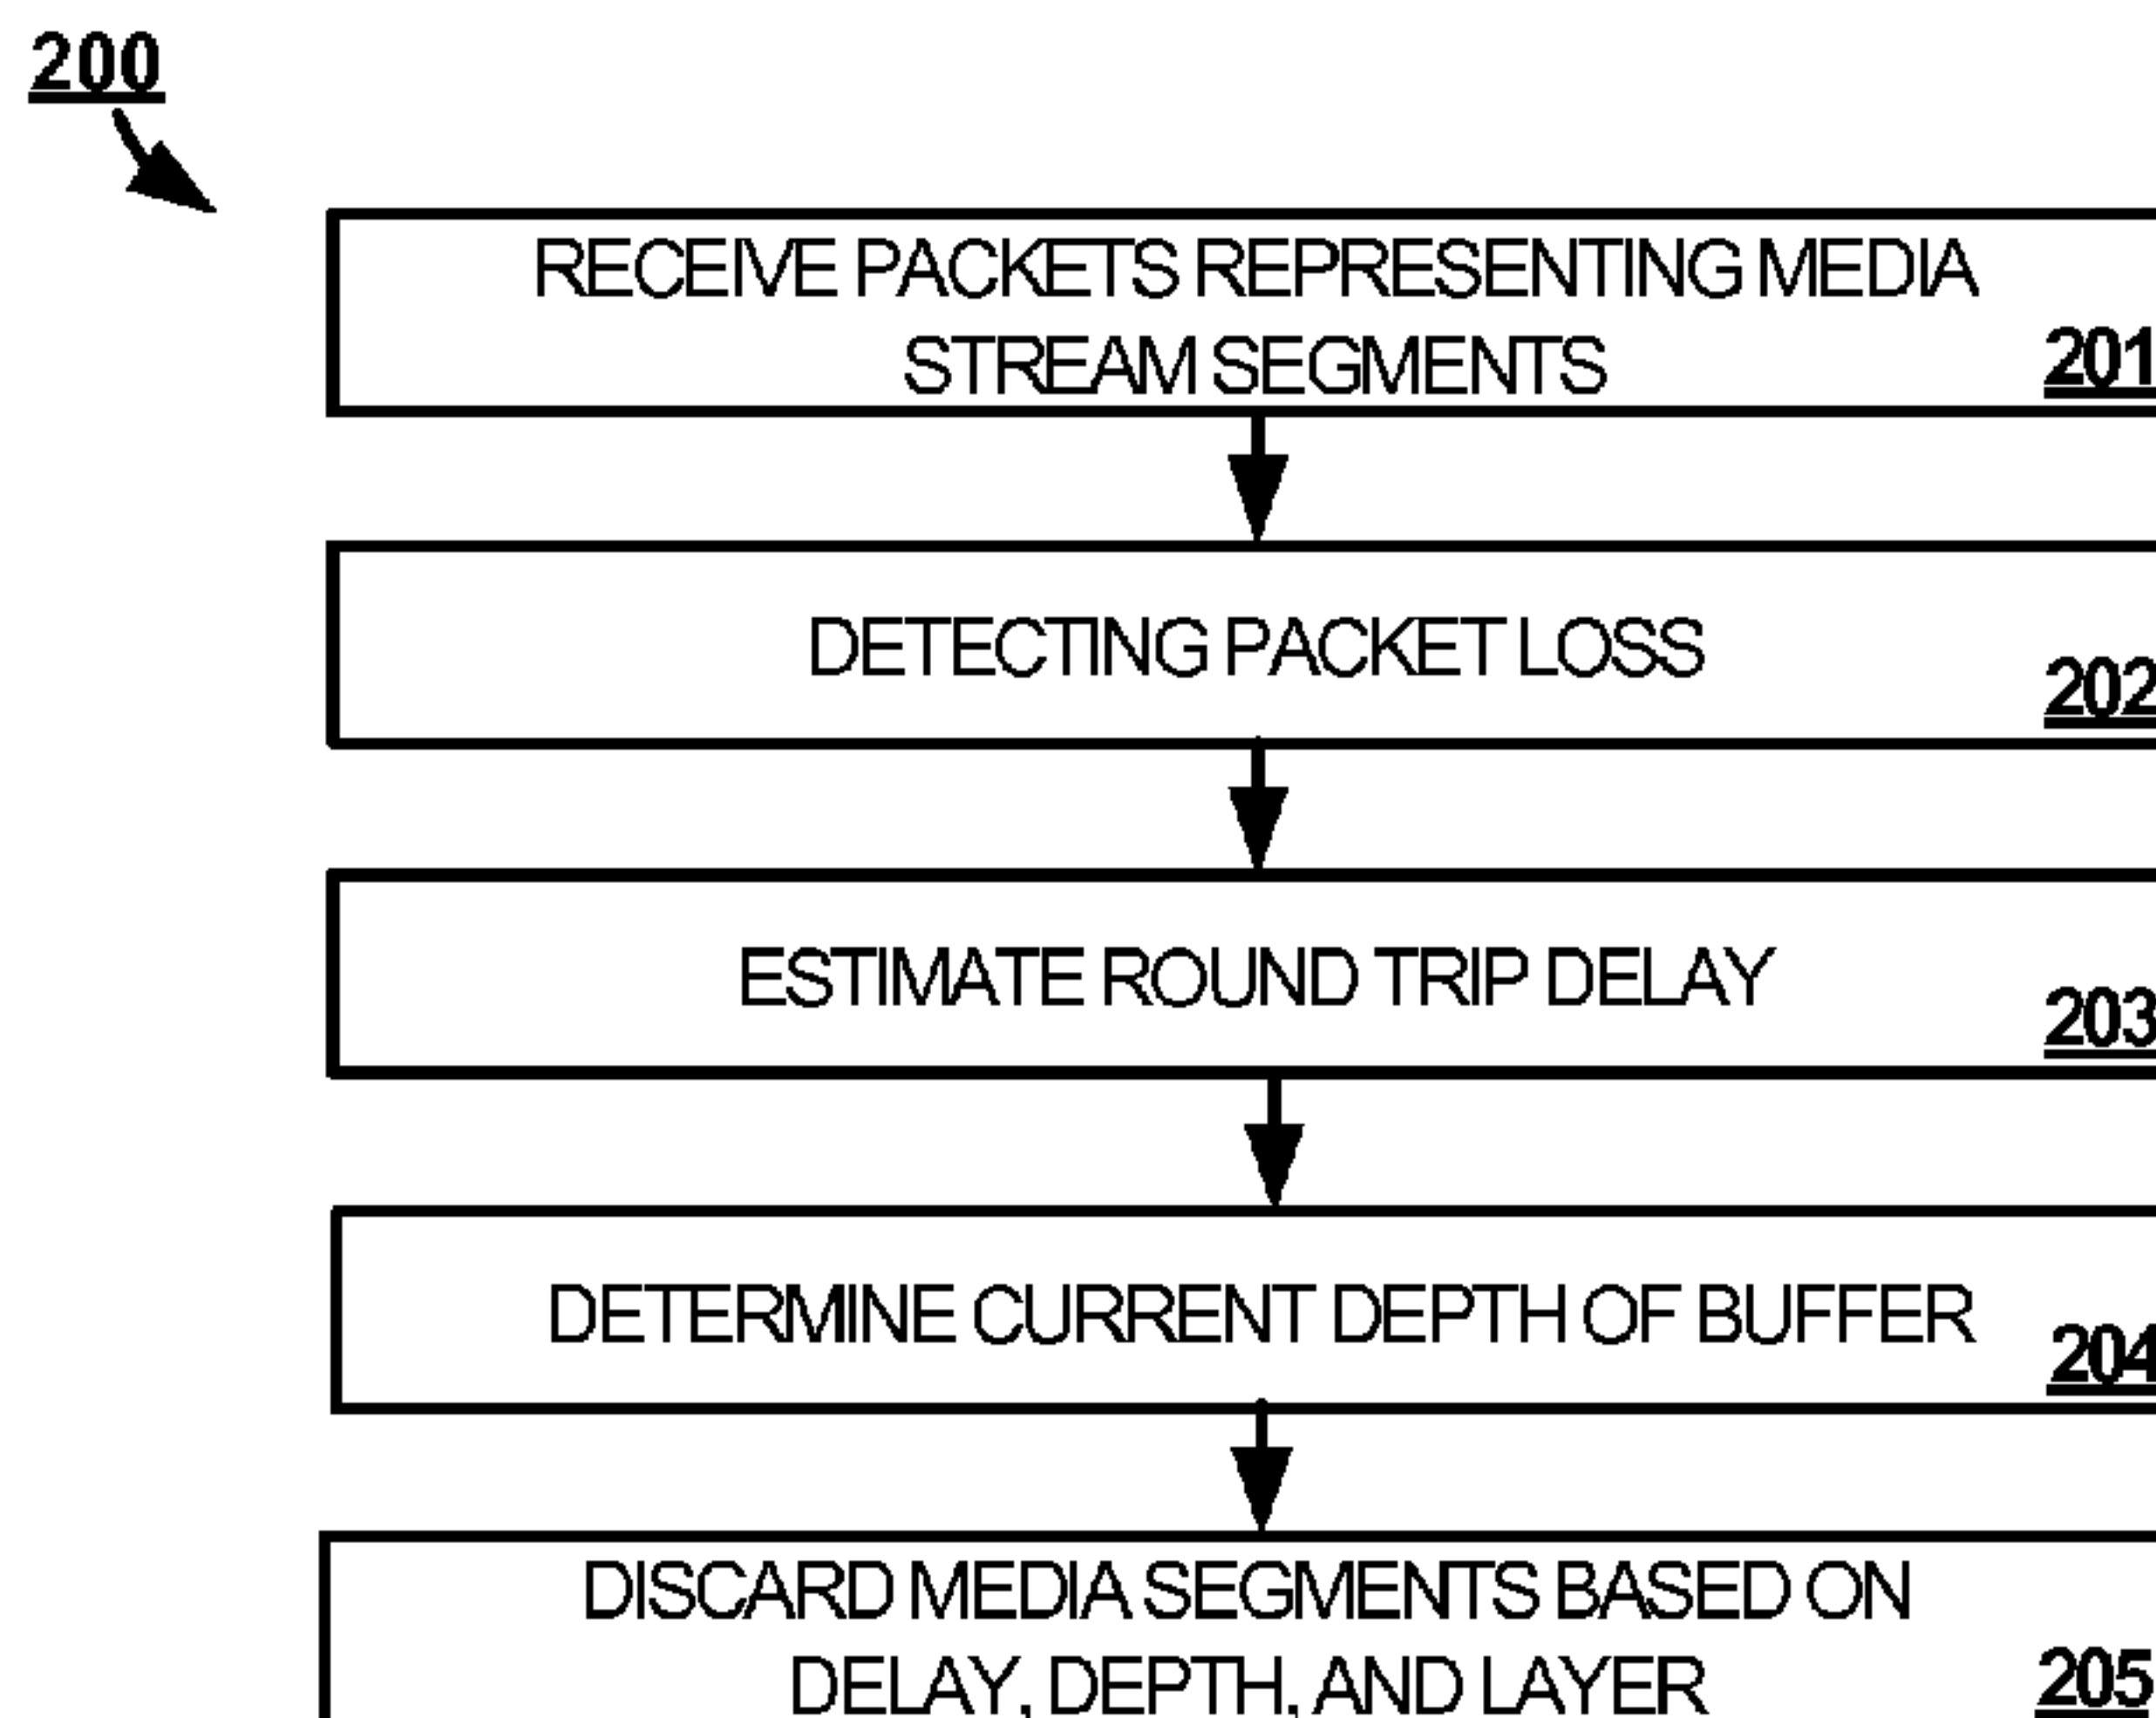 200
RECEIVE PACKETS REPRESENTING MEDIA
STREAM SEGMENTS
201
DETECTING PACKET LOSS
202
ESTIMATE ROUND TRIP DELAY
203
DETERMINE CURRENT DEPTH OF BUFFER
204
DISCARD MEDIA SEGMENTS BASED ON
DELAY, DEPTH, AND LAYER
205